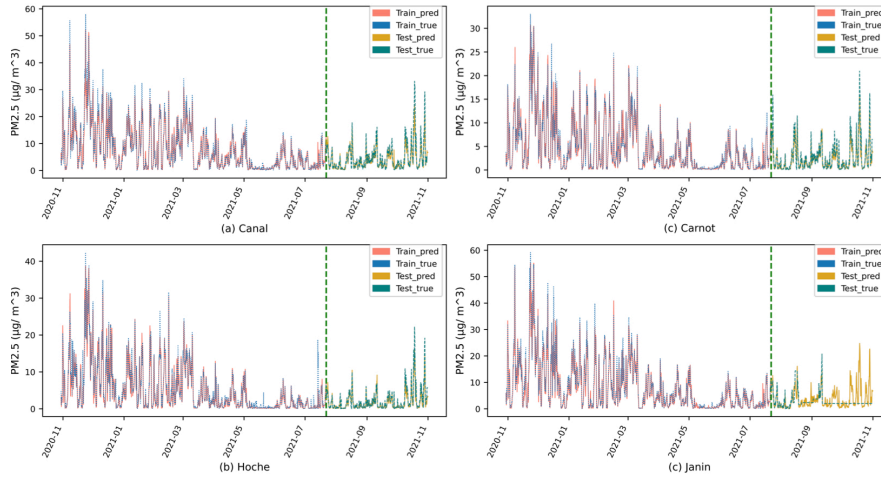 60
50
40
30
20
10
0
PM2.5 (µg/ m^3)
Train_pred
Train_true
Test_pred
Test_true
2020-11
2021-01
2021-03
2021-05
2021-07
2021-09
2021-11
(a) Canal
30
25
20
15
10
5
0
PM2.5 (µg/ m^3)
Train_pred
Train_true
Test_pred
Test_true
2020-11
2021-01
2021-03
2021-05
2021-07
2021-09
2021-11
(c) Carnot
40
30
20
10
0
PM2.5 (µg/ m^3)
Train_pred
Train_true
Test_pred
Test_true
2020-11
2021-01
2021-03
2021-05
2021-07
2021-09
2021-11
(b) Hoche
60
50
40
30
20
10
0
PM2.5 (µg/ m^3)
Train_pred
Train_true
Test_pred
Test_true
2020-11
2021-01
2021-03
2021-05
2021-07
2021-09
2021-11
(c) Janin